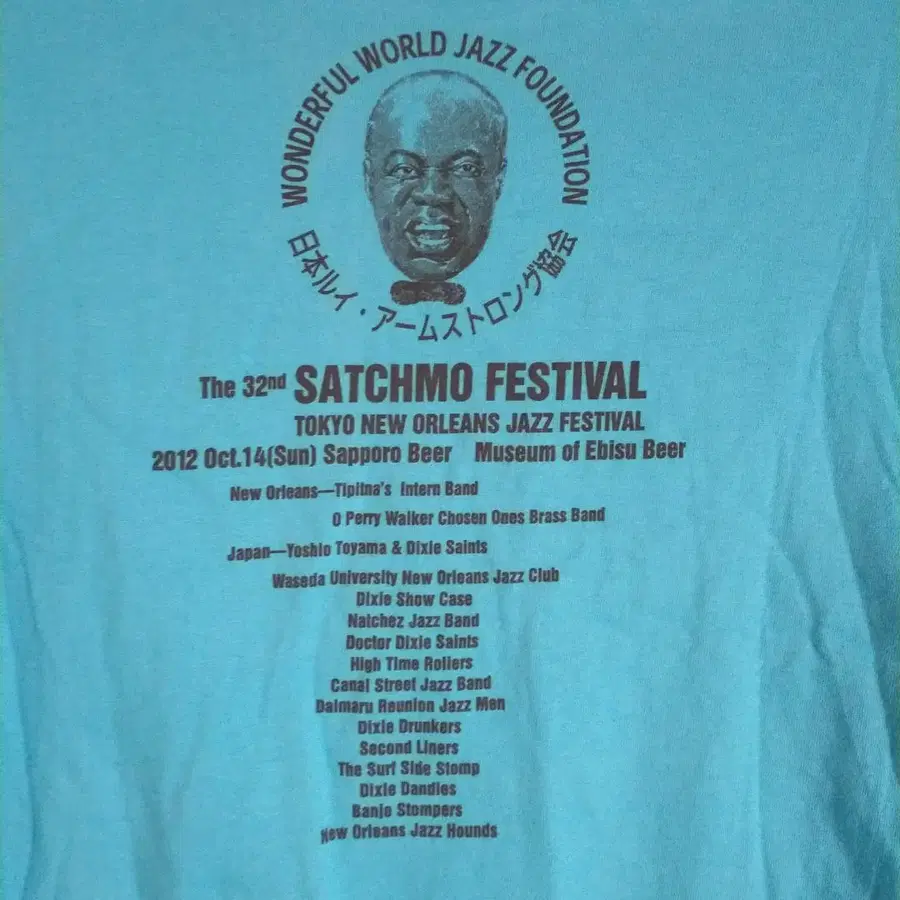 WONDERFUL WORLD JAZZ FOUNDATION
日本ルイ・アームストロング協会
The 32nd SATCHMO FESTIVAL
TOKYO NEW ORLEANS JAZZ FESTIVAL
2012 Oct.14(Sun) Sapporo Beer Museum of Ebisu Beer
New Orleans—Tipitna's Intern Band
O Perry Walker Chosen Ones Brass Band
Japan—Yoshio Toyama & Dixie Saints
Waseda University New Orleans Jazz Club
Dixie Show Case
Natchez Jazz Band
Doctor Dixie Saints
High Time Rollers
Canal Street Jazz Band
Dalmaru Reunion Jazz Men
Dixie Drunkers
Second Liners
The Surf Side Stomp
Dixie Dandies
Banjo Stompers
New Orleans Jazz Hounds